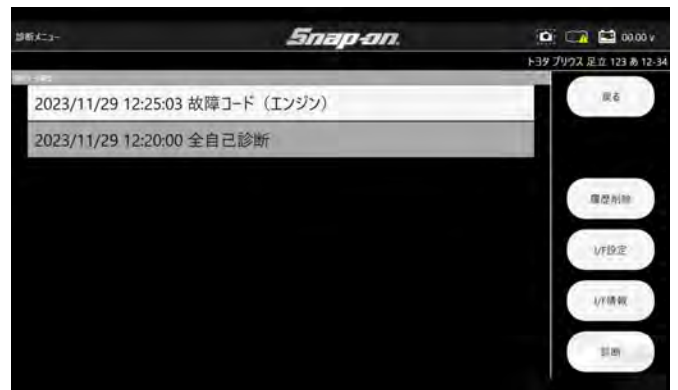 診断メニュー
Snap-on
00.00 v
トヨタ プリウス 足立 123 あ 12-34
2023/11/29 12:25:03 故障コード（エンジン）
2023/11/29 12:20:00 全自己診断
戻る
履歴削除
I/F設定
I/F情報
診断